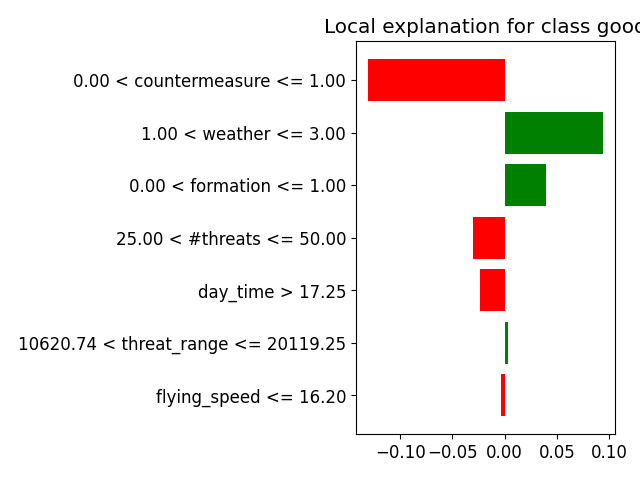 Local explanation for class good
0.00 < countermeasure <= 1.00
1.00 < weather <= 3.00
0.00 < formation <= 1.00
25.00 < #threats <= 50.00
day_time > 17.25
10620.74 < threat_range <= 20119.25
flying_speed <= 16.20
−0.10 −0.05 0.00 0.05 0.10